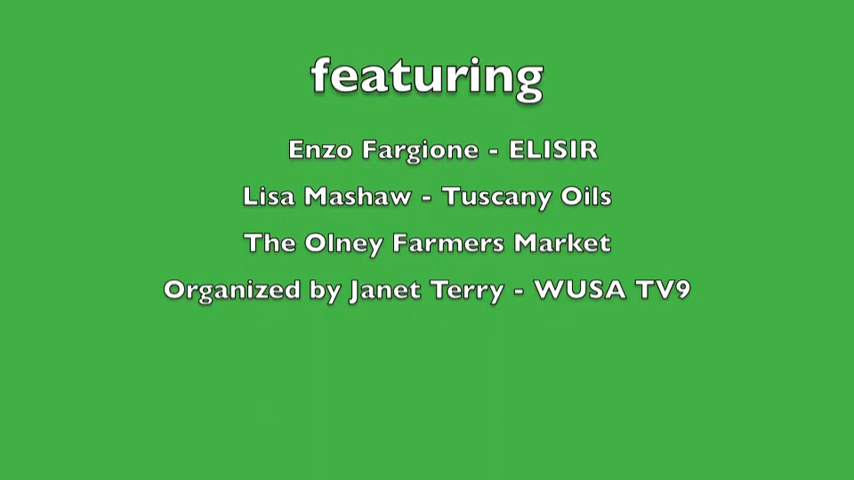 featuring
Enzo Fargione - ELISIR
Lisa Mashaw - Tuscany Oils
The Olney Farmers Market
Organized by Janet Terry - WUSA TV9